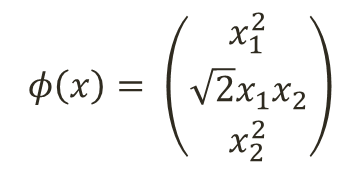 ϕ(x) = ( x₁²
√2x₁x₂
x₂² )